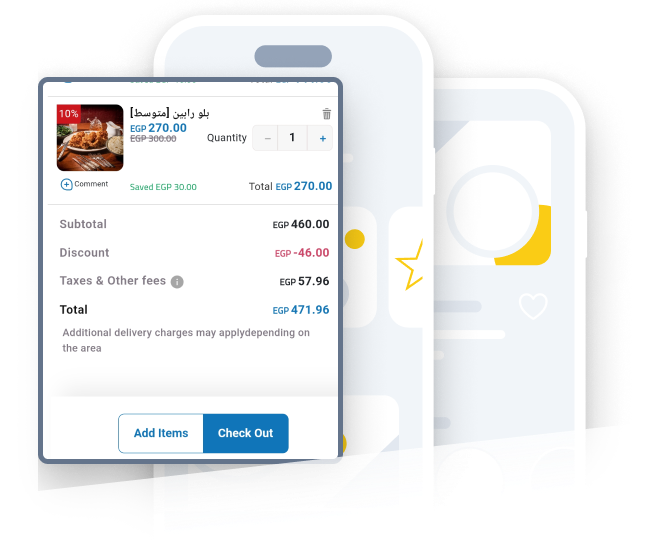 10%
بلو رابين [متوسط]
EGP 270.00
EGP 300.00
Quantity − 1 +
Comment
Saved EGP 30.00
Total EGP 270.00
Subtotal EGP 460.00
Discount EGP -46.00
Taxes & Other fees i EGP 57.96
Total EGP 471.96
Additional delivery charges may applydepending on
the area
Add Items Check Out